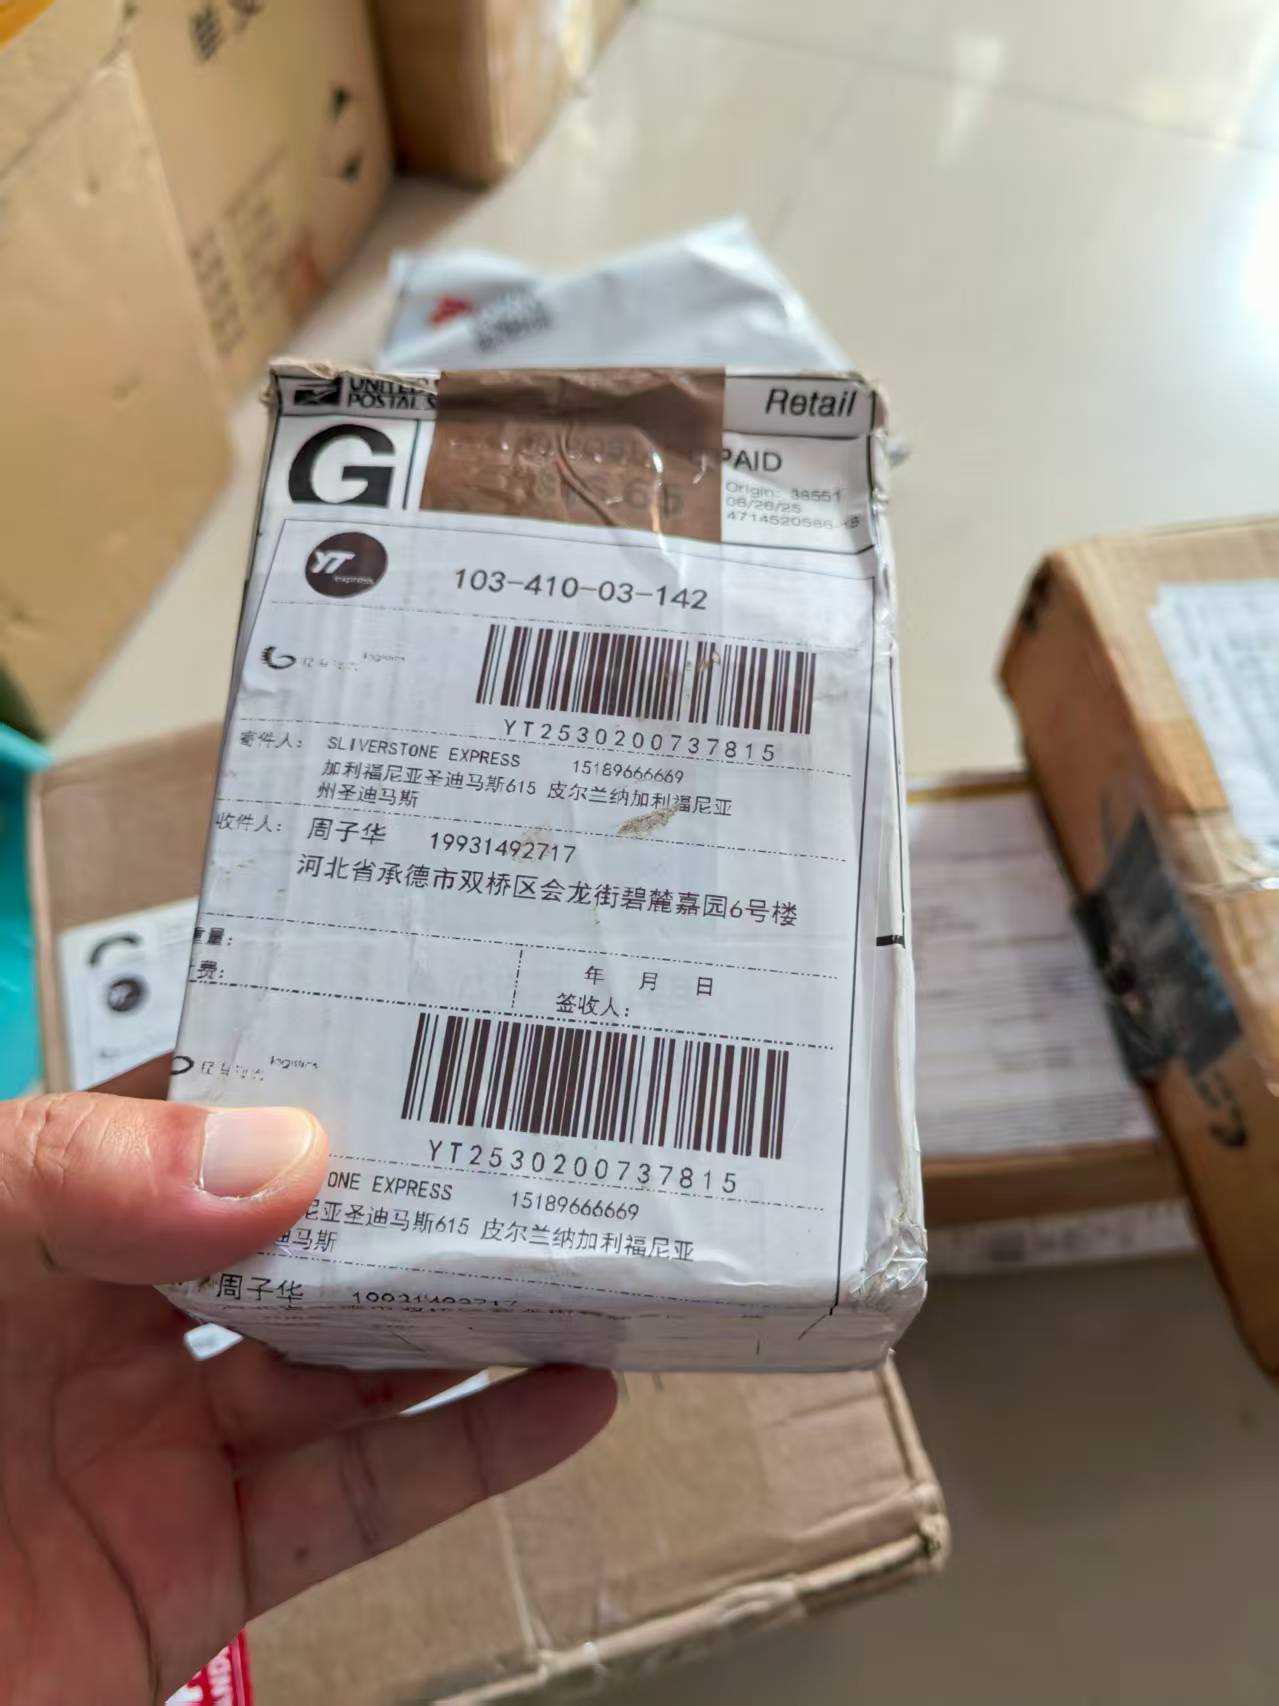 UNITED
POSTAL S
Retail
G
PAID
Origin: 38551
06/26/25
YT
express
103-410-03-142
YT2530200737815
寄件人: SLIVERSTONE EXPRESS 15189666669
加利福尼亚圣迪马斯615 皮尔兰纳加利福尼亚
州圣迪马斯
收件人: 周子华 19931492717
河北省承德市双桥区会龙街碧麓嘉园6号楼
重量:
费:
年 月 日
签收人:
YT2530200737815
ONE EXPRESS 15189666669
尼亚圣迪马斯615 皮尔兰纳加利福尼亚
迪马斯
周子华 19931492717